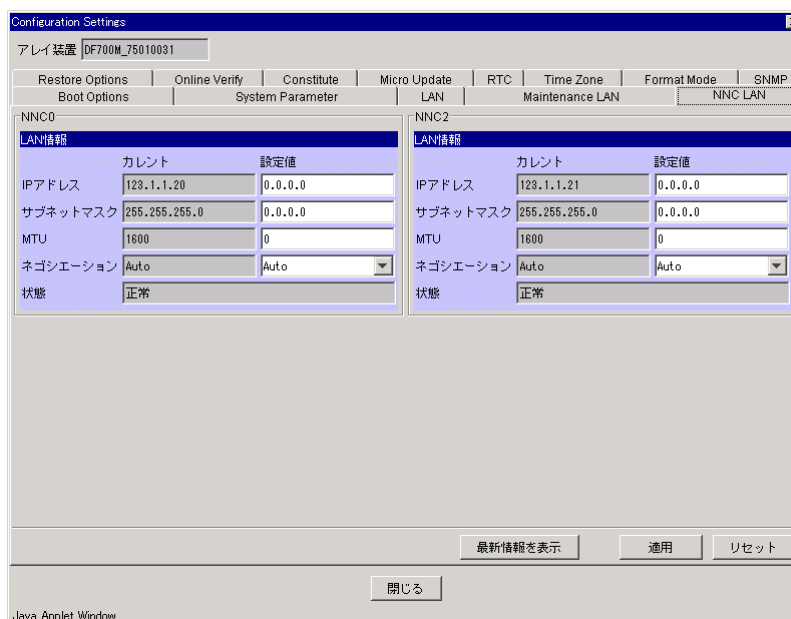 Configuration Settings
アレイ装置 DF700M_75010031
Restore Options Online Verify Constitute Micro Update RTC Time Zone Format Mode SNMP
Boot Options System Parameter LAN Maintenance LAN NNC LAN
NNC0
LAN情報
カレント 設定値
IPアドレス 123.1.1.20 0.0.0.0
サブネットマスク 255.255.255.0 0.0.0.0
MTU 1600 0
ネゴシエーション Auto Auto
状態 正常
NNC2
LAN情報
カレント 設定値
IPアドレス 123.1.1.21 0.0.0.0
サブネットマスク 255.255.255.0 0.0.0.0
MTU 1600 0
ネゴシエーション Auto Auto
状態 正常
最新情報を表示 適用 リセット
閉じる
Java Applet Window